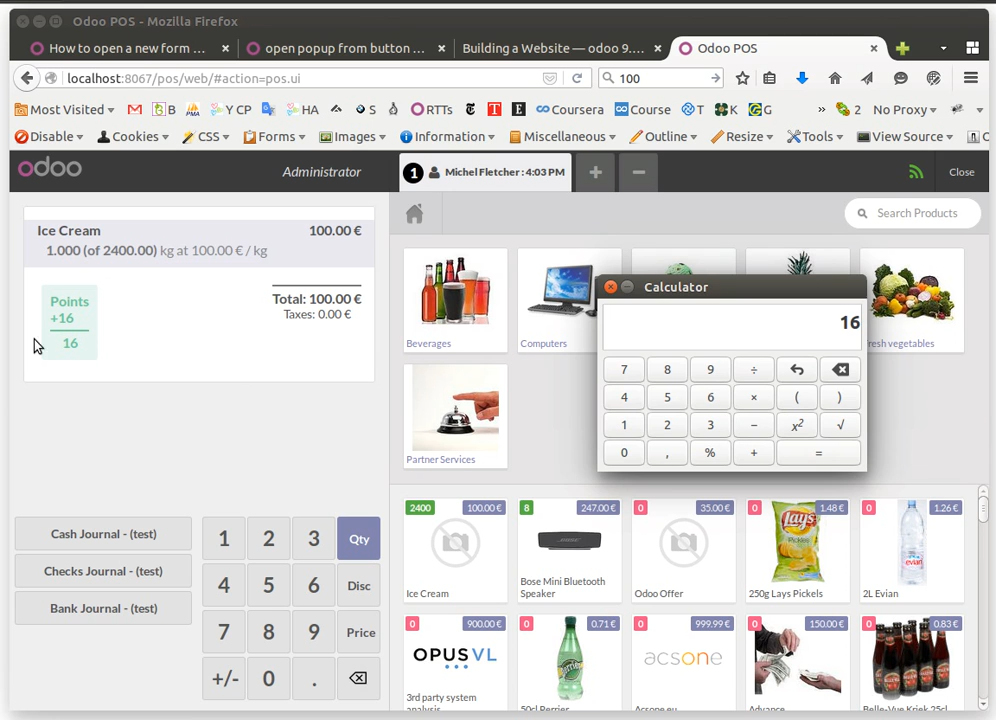 Odoo POS - Mozilla Firefox
How to open a new form ...
open popup from button ...
Building a Website — odoo 9....
Odoo POS
localhost:8067/pos/web/#action=pos.ui
100
Most Visited
B
Y CP
HA
S
RTTs
T
E
Coursera
Course
T
K
G
»
2
No Proxy
Disable
Cookies
CSS
Forms
Images
Information
Miscellaneous
Outline
Resize
Tools
View Source
odoo
Administrator
1
Michel Fletcher : 4:03 PM
+
−
Close
Search Products
Ice Cream
100.00 €
1.000 (of 2400.00) kg at 100.00 € / kg
Points
+16
16
Total: 100.00 €
Taxes: 0.00 €
Beverages
Computers
Fresh vegetables
Partner Services
Calculator
16
7 8 9 ÷
4 5 6 × ( )
1 2 3 − x² √
0 , % + =
Cash Journal - (test)
Checks Journal - (test)
Bank Journal - (test)
1 2 3 Qty
4 5 6 Disc
7 8 9 Price
+/- 0 .
2400
100.00 €
Ice Cream
8
247.00 €
BOSE
Bose Mini Bluetooth
Speaker
0
35.00 €
Odoo Offer
0
1.48 €
Lay's
250g Lays Pickels
0
1.26 €
evian
2L Evian
0
900.00 €
OPUSVL
3rd party system
analysis
0
0.71 €
perrier
50cl Perrier
0
999.99 €
acsone
Acsone.eu
0
150.00 €
Advance
0
0.83 €
Belle-Vue Kriek 25cl